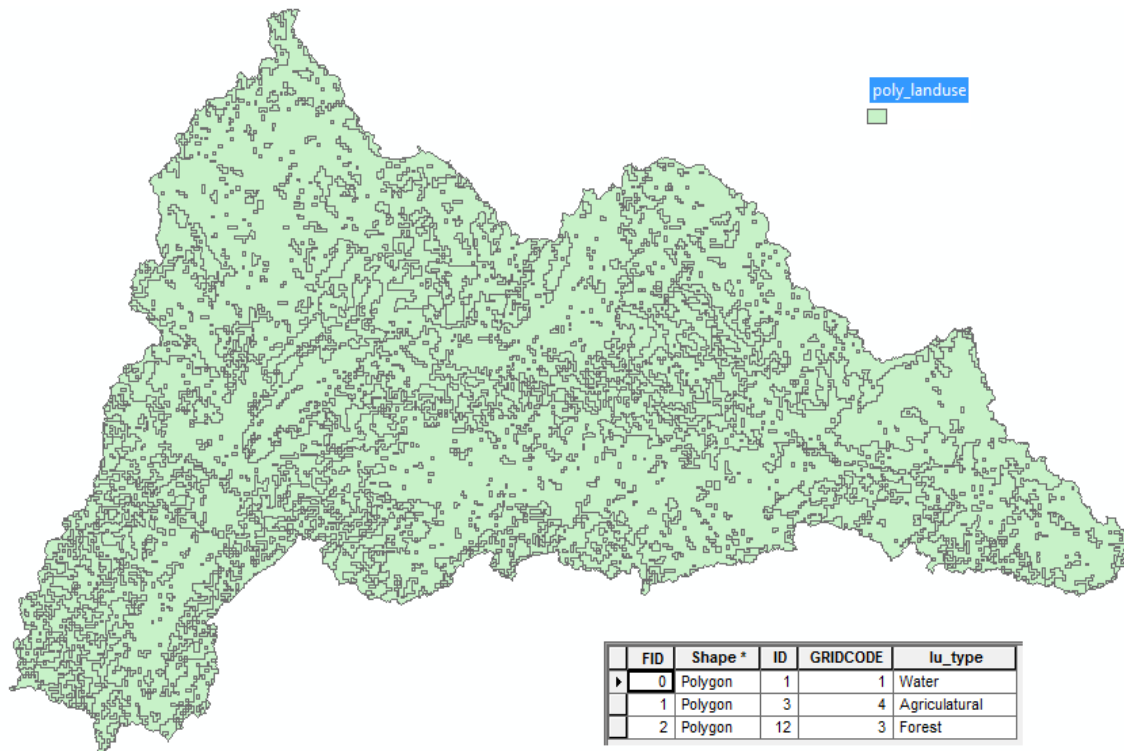 poly_landuse
FID Shape * ID GRIDCODE lu_type
0 Polygon 1 1 Water
1 Polygon 3 4 Agriculatural
2 Polygon 12 3 Forest